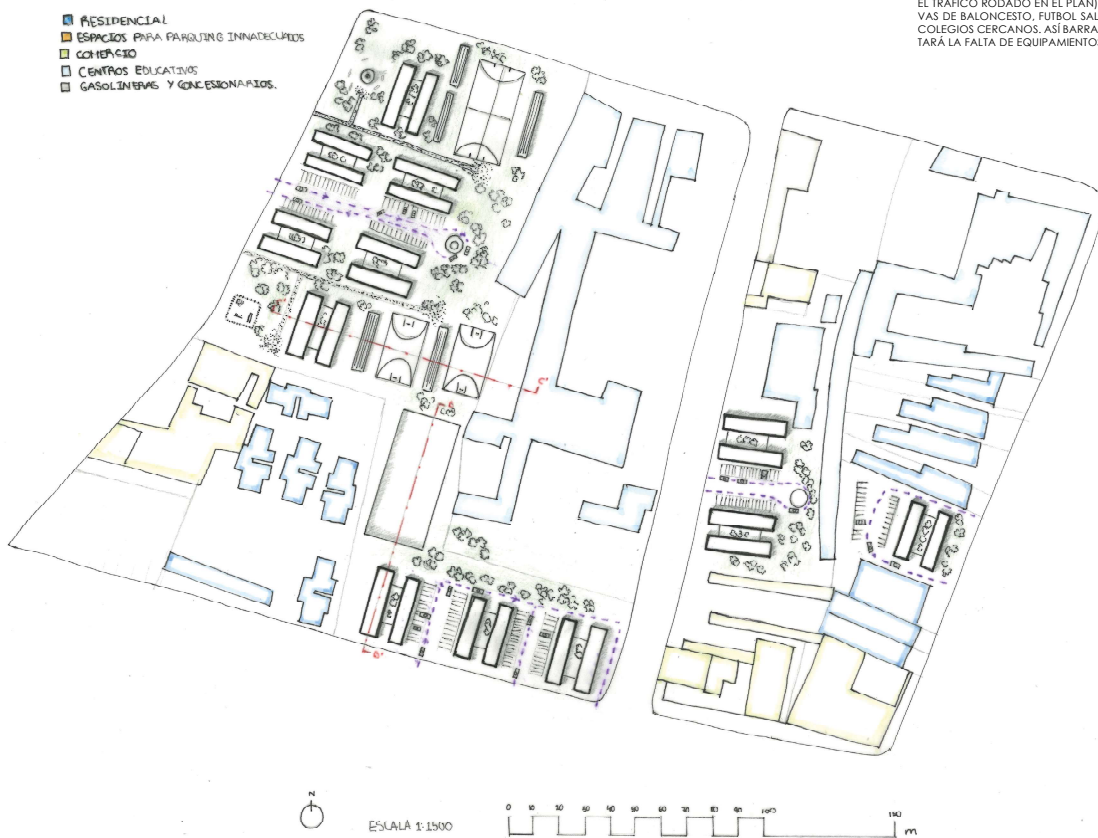 RESIDENCIAL
ESPACIOS PARA PARQUING INNADECUADOS
COMERCIO
CENTROS EDUCATIVOS
GASOLINERAS Y CONCESIONARIOS.
EL TRÁFICO RODADO EN EL PLAN)
VAS DE BALONCESTO, FUTBOL SAL
COLEGIOS CERCANOS. ASÍ BARRA
TARÁ LA FALTA DE EQUIPAMIENTO
C
C'
B
B'
N
ESCALA 1:1500
0 10 20 30 40 50 60 70 80 90 100 150
m